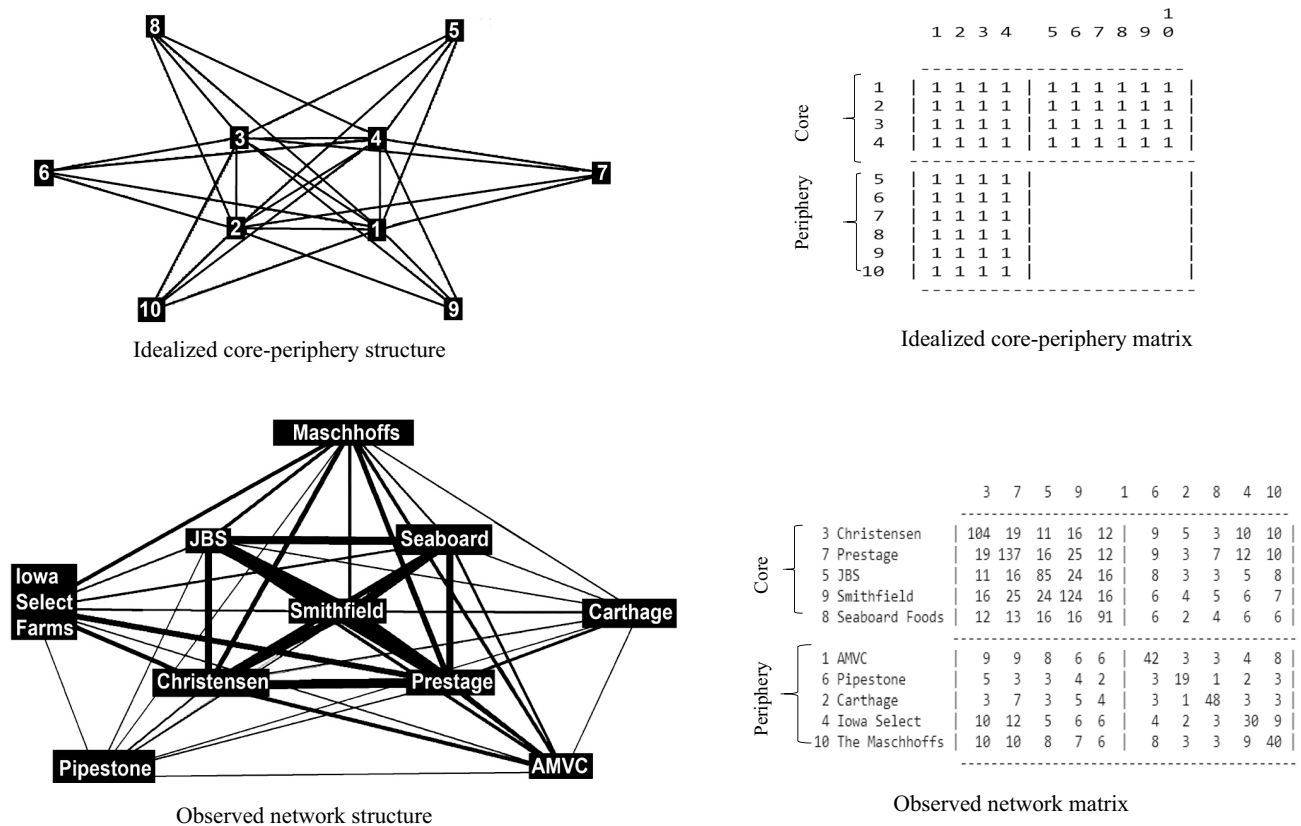 8
5
3
4
6
7
2
1
10
9
Idealized core-periphery structure
1
1 2 3 4 5 6 7 8 9 0
Core
1 | 1 1 1 1 | 1 1 1 1 1 1 |
2 | 1 1 1 1 | 1 1 1 1 1 1 |
3 | 1 1 1 1 | 1 1 1 1 1 1 |
4 | 1 1 1 1 | 1 1 1 1 1 1 |
Periphery
5 | 1 1 1 1 | |
6 | 1 1 1 1 | |
7 | 1 1 1 1 | |
8 | 1 1 1 1 | |
9 | 1 1 1 1 | |
10 | 1 1 1 1 | |
Idealized core-periphery matrix
Maschhoffs
JBS
Seaboard
Iowa
Select
Farms
Smithfield
Carthage
Christensen
Prestage
Pipestone
AMVC
Observed network structure
3 7 5 9 1 6 2 8 4 10
Core
3 Christensen | 104 19 11 16 12 | 9 5 3 10 10 |
7 Prestage | 19 137 16 25 12 | 9 3 7 12 10 |
5 JBS | 11 16 85 24 16 | 8 3 3 5 8 |
9 Smithfield | 16 25 24 124 16 | 6 4 5 6 7 |
8 Seaboard Foods | 12 13 16 16 91 | 6 2 4 6 6 |
Periphery
1 AMVC | 9 9 8 6 6 | 42 3 3 4 8 |
6 Pipestone | 5 3 3 4 2 | 3 19 1 2 3 |
2 Carthage | 3 7 3 5 4 | 3 1 48 3 3 |
4 Iowa Select | 10 12 5 6 6 | 4 2 3 30 9 |
10 The Maschhoffs | 10 10 8 7 6 | 8 3 3 9 40 |
Observed network matrix